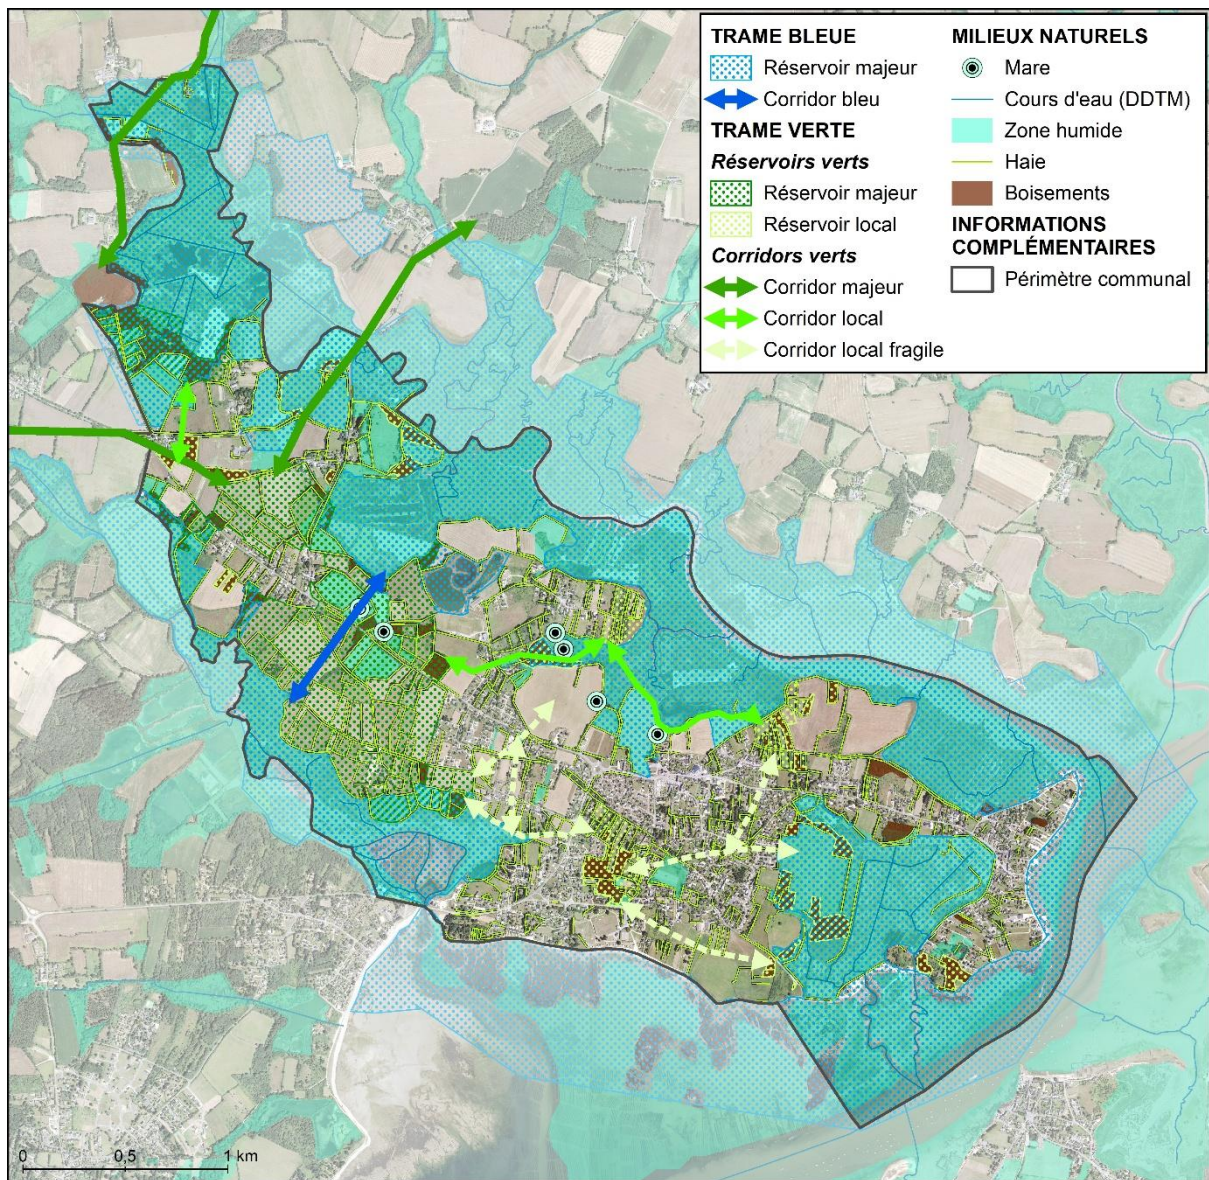 TRAME BLEUE
Réservoir majeur
Corridor bleu
TRAME VERTE
Réservoirs verts
Réservoir majeur
Réservoir local
Corridors verts
Corridor majeur
Corridor local
Corridor local fragile
MILIEUX NATURELS
Mare
Cours d'eau (DDTM)
Zone humide
Haie
Boisements
INFORMATIONS
COMPLÉMENTAIRES
Périmètre communal
0 0,5 1 km